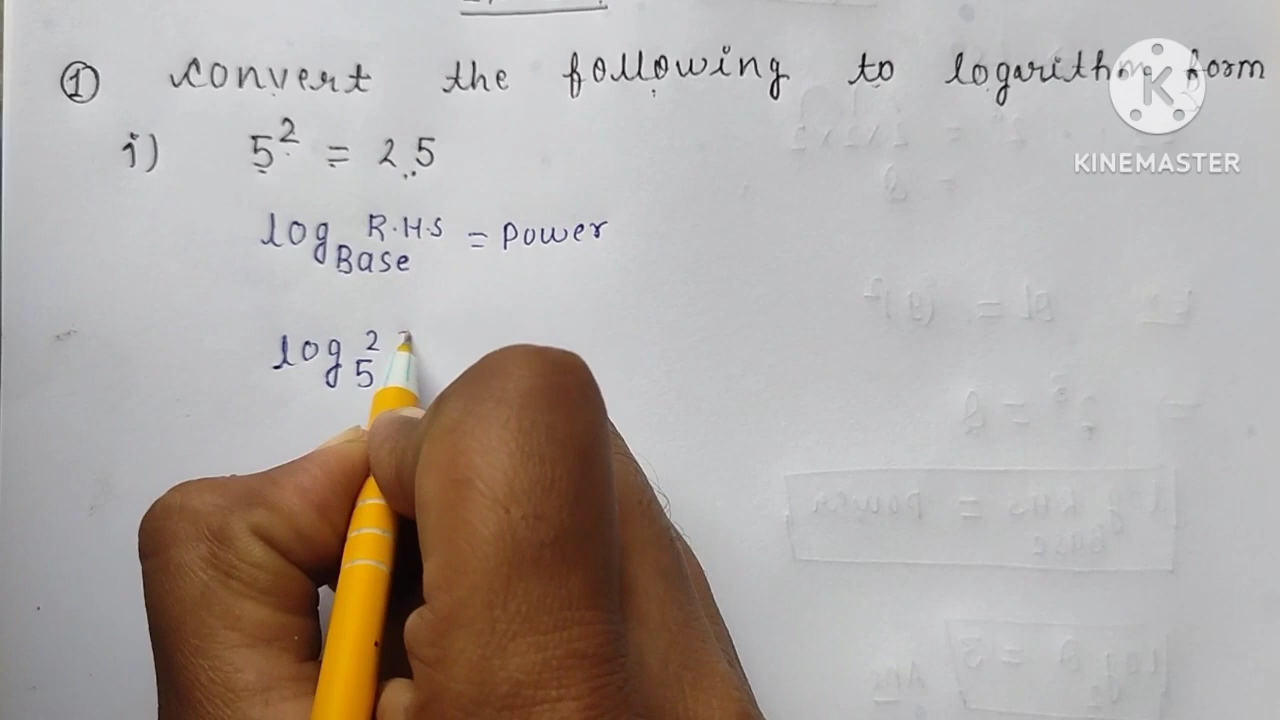 ① convert the following to logarithm form
i) 5² = 25
log_Base R.H.S = Power
log_5 2
K
KINEMASTER